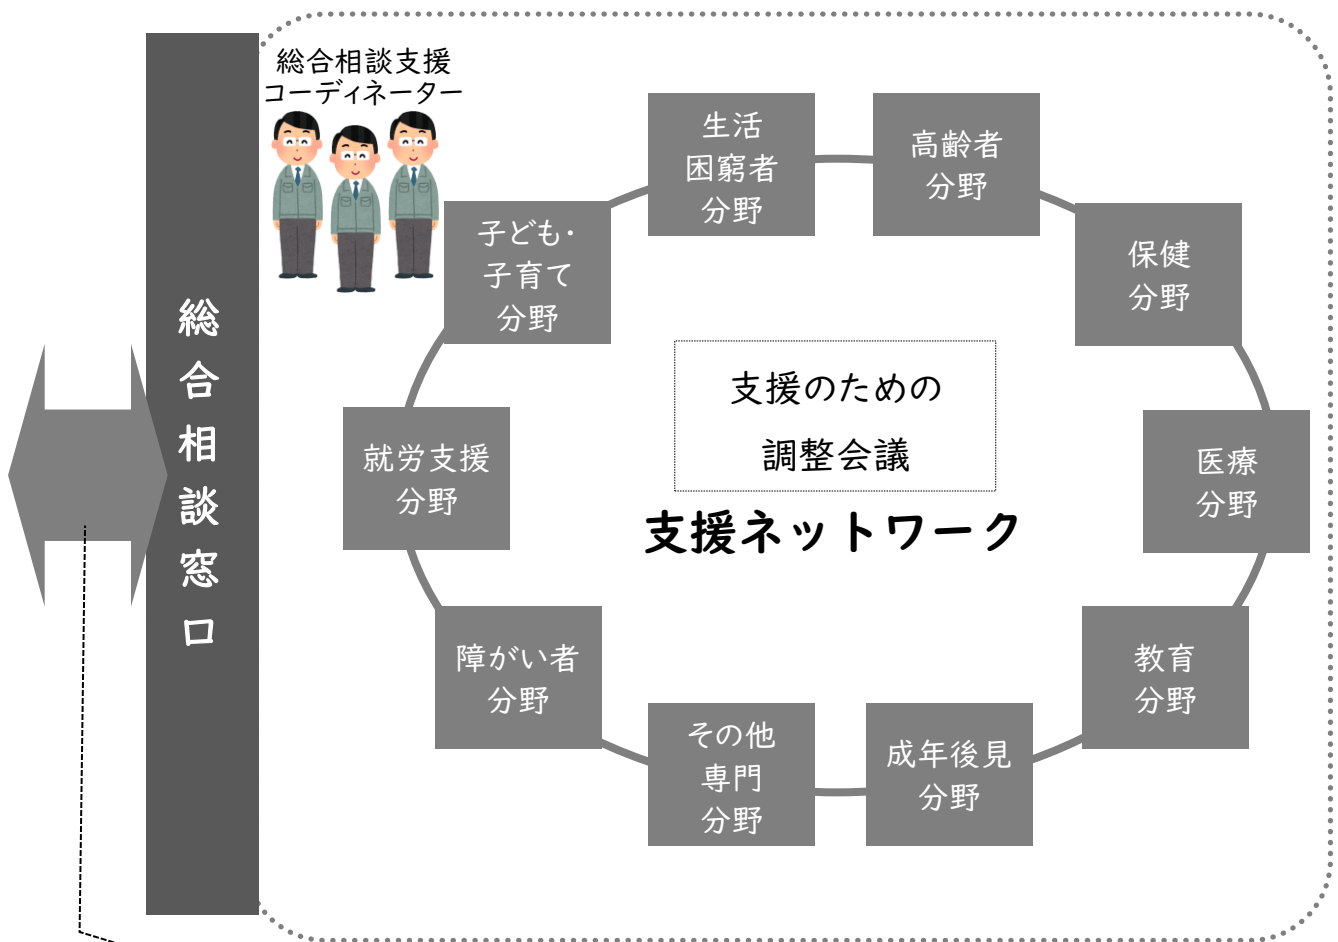 総合相談窓口
総合相談支援
コーディネーター
生活
困窮者
分野
高齢者
分野
子ども・
子育て
分野
保健
分野
支援のための
調整会議
就労支援
分野
医療
分野
支援ネットワーク
障がい者
分野
教育
分野
その他
専門
分野
成年後見
分野